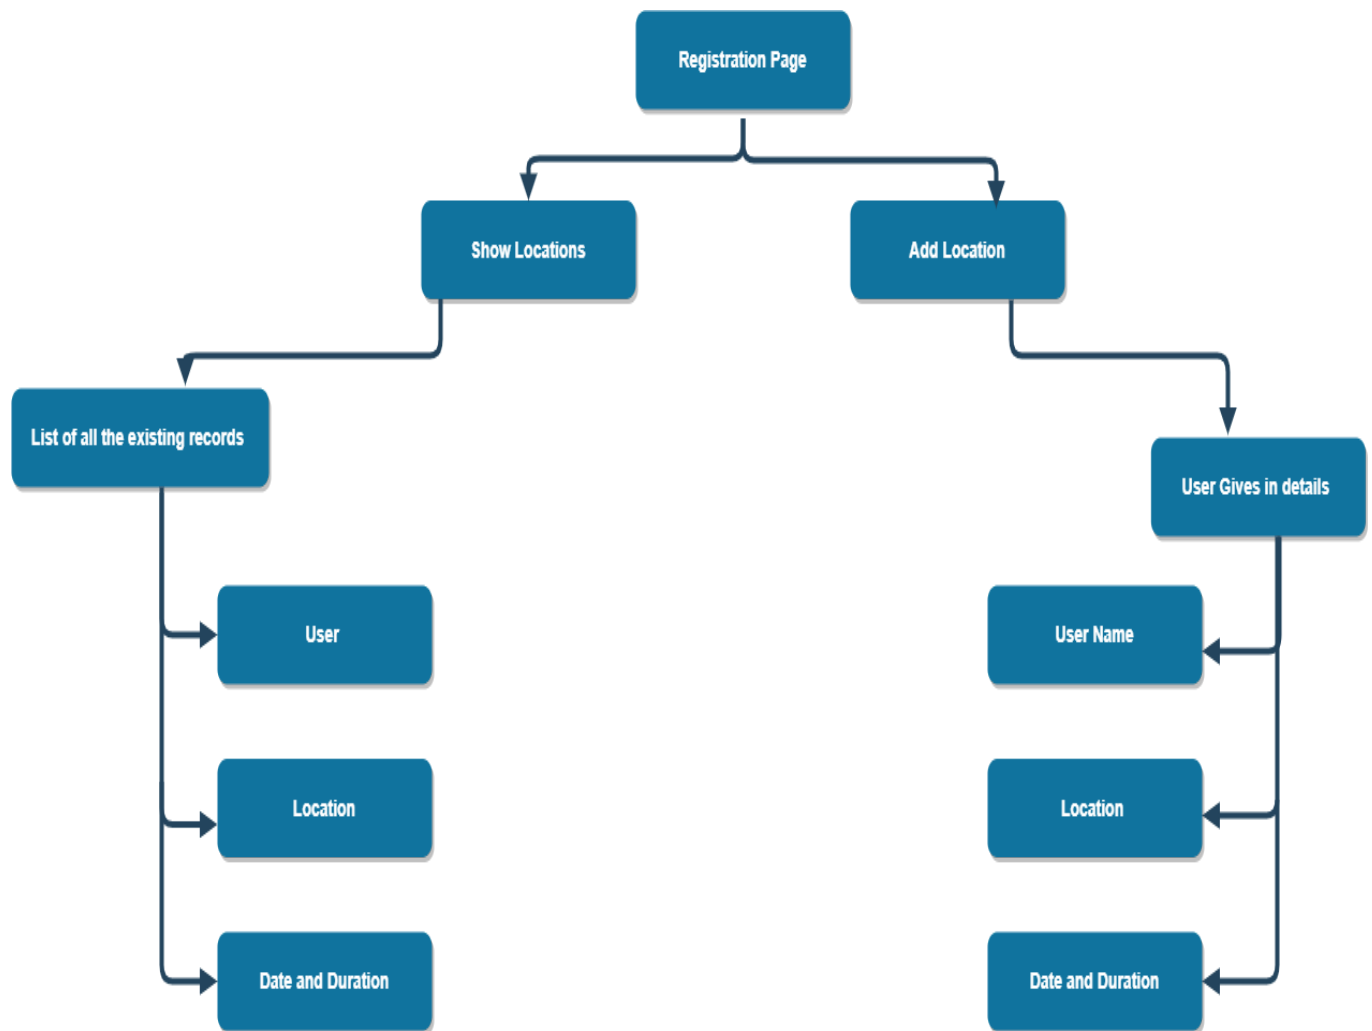 Registration Page
Show Locations
Add Location
List of all the existing records
User Gives in details
User
User Name
Location
Location
Date and Duration
Date and Duration